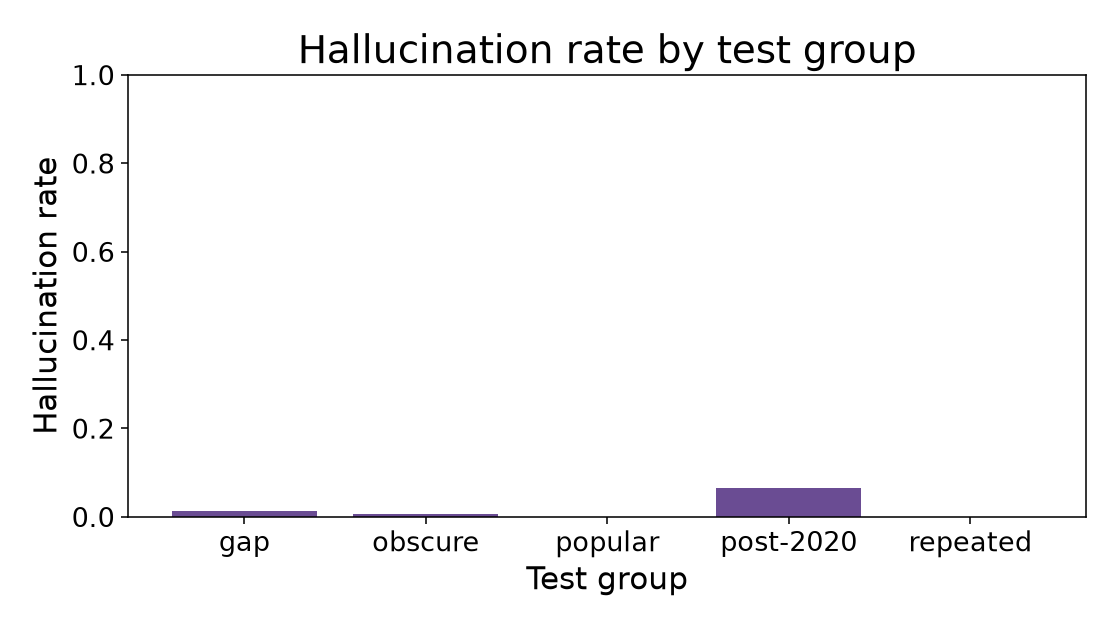 Hallucination rate by test group
Hallucination rate
1.0
0.8
0.6
0.4
0.2
0.0
gap obscure popular post-2020 repeated
Test group